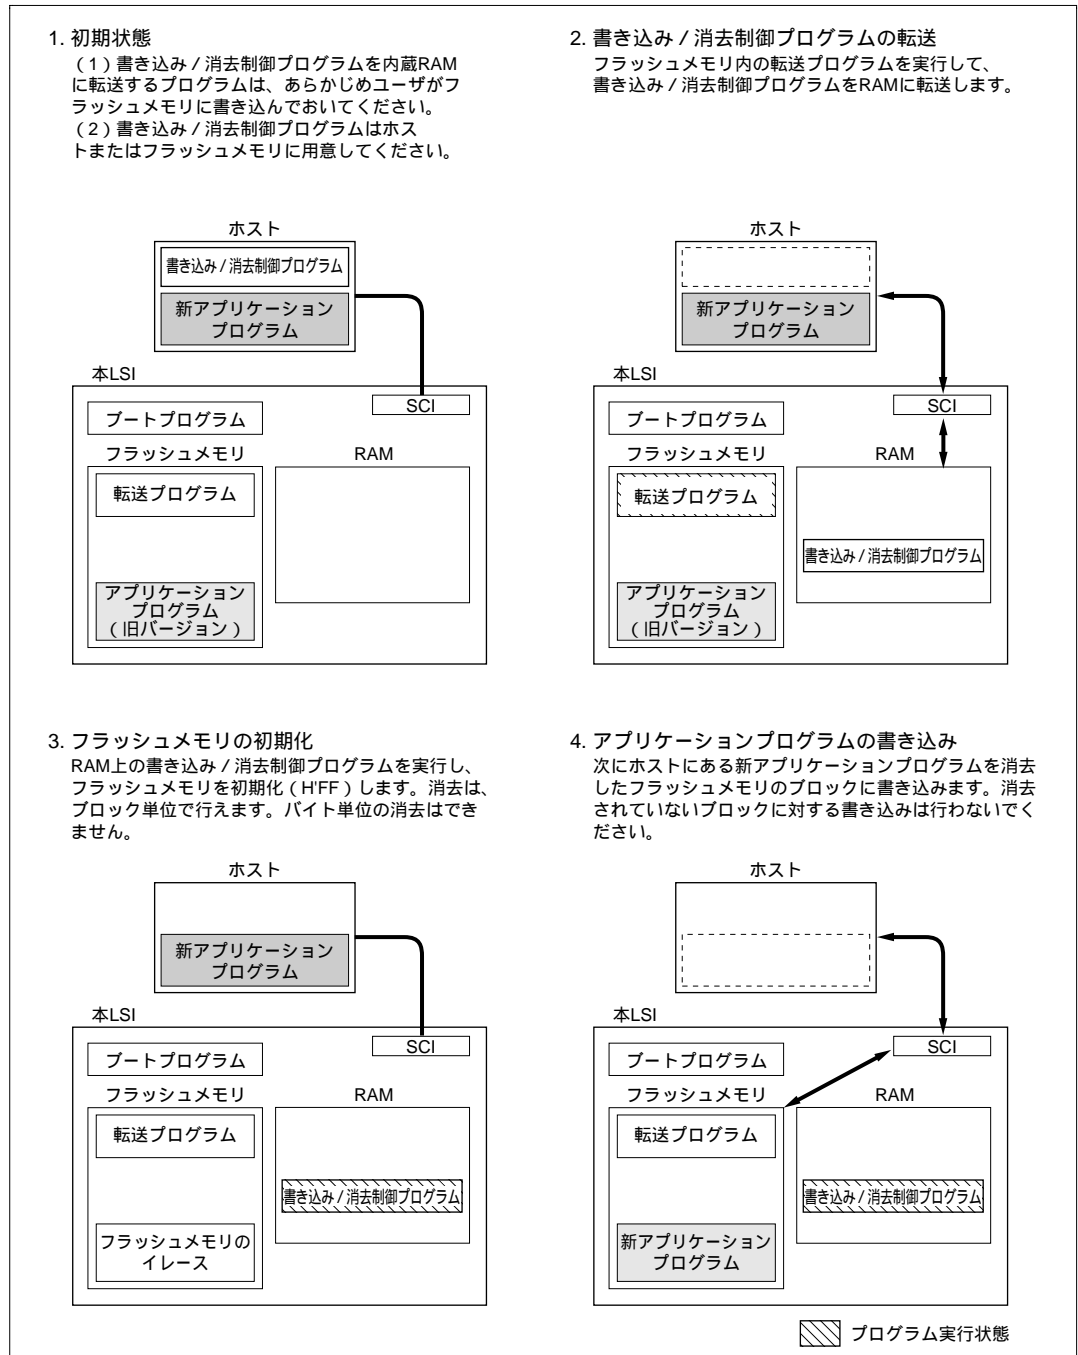 1. 初期状態
（1）書き込み / 消去制御プログラムを内蔵RAM
に転送するプログラムは、あらかじめユーザがフ
ラッシュメモリに書き込んでおいてください。
（2）書き込み / 消去制御プログラムはホス
トまたはフラッシュメモリに用意してください。
ホスト
書き込み / 消去制御プログラム
新アプリケーション
プログラム
本LSI
SCI
ブートプログラム
フラッシュメモリ
RAM
転送プログラム
アプリケーション
プログラム
（旧バージョン）
2. 書き込み / 消去制御プログラムの転送
フラッシュメモリ内の転送プログラムを実行して、
書き込み / 消去制御プログラムをRAMに転送します。
ホスト
新アプリケーション
プログラム
本LSI
SCI
ブートプログラム
フラッシュメモリ
RAM
転送プログラム
書き込み / 消去制御プログラム
アプリケーション
プログラム
（旧バージョン）
3. フラッシュメモリの初期化
RAM上の書き込み / 消去制御プログラムを実行し、
フラッシュメモリを初期化（H'FF）します。消去は、
ブロック単位で行えます。バイト単位の消去はでき
ません。
ホスト
新アプリケーション
プログラム
本LSI
SCI
ブートプログラム
フラッシュメモリ
RAM
転送プログラム
書き込み / 消去制御プログラム
フラッシュメモリの
イレース
4. アプリケーションプログラムの書き込み
次にホストにある新アプリケーションプログラムを消去
したフラッシュメモリのブロックに書き込みます。消去
されていないブロックに対する書き込みは行わないでく
ださい。
ホスト
本LSI
SCI
ブートプログラム
フラッシュメモリ
RAM
転送プログラム
書き込み / 消去制御プログラム
新アプリケーション
プログラム
プログラム実行状態